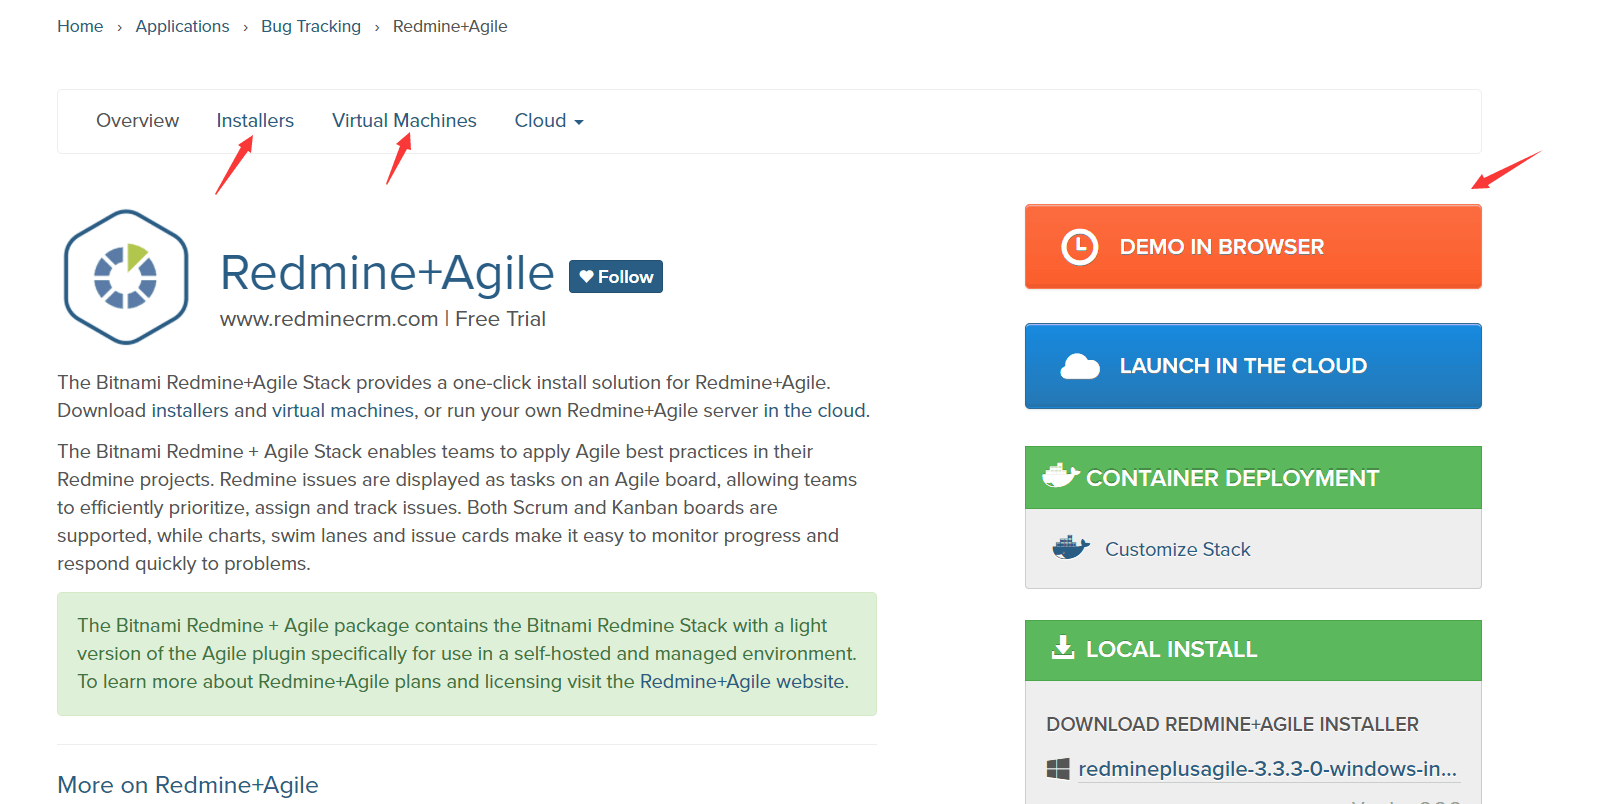 Home › Applications › Bug Tracking › Redmine+Agile
Overview Installers Virtual Machines Cloud
DEMO IN BROWSER
Redmine+Agile Follow
www.redminecrm.com | Free Trial
LAUNCH IN THE CLOUD
The Bitnami Redmine+Agile Stack provides a one-click install solution for Redmine+Agile.
Download installers and virtual machines, or run your own Redmine+Agile server in the cloud.
The Bitnami Redmine + Agile Stack enables teams to apply Agile best practices in their
Redmine projects. Redmine issues are displayed as tasks on an Agile board, allowing teams
to efficiently prioritize, assign and track issues. Both Scrum and Kanban boards are
supported, while charts, swim lanes and issue cards make it easy to monitor progress and
respond quickly to problems.
CONTAINER DEPLOYMENT
Customize Stack
The Bitnami Redmine + Agile package contains the Bitnami Redmine Stack with a light
version of the Agile plugin specifically for use in a self-hosted and managed environment.
To learn more about Redmine+Agile plans and licensing visit the Redmine+Agile website.
LOCAL INSTALL
DOWNLOAD REDMINE+AGILE INSTALLER
redmineplusagile-3.3.3-0-windows-in...
More on Redmine+Agile